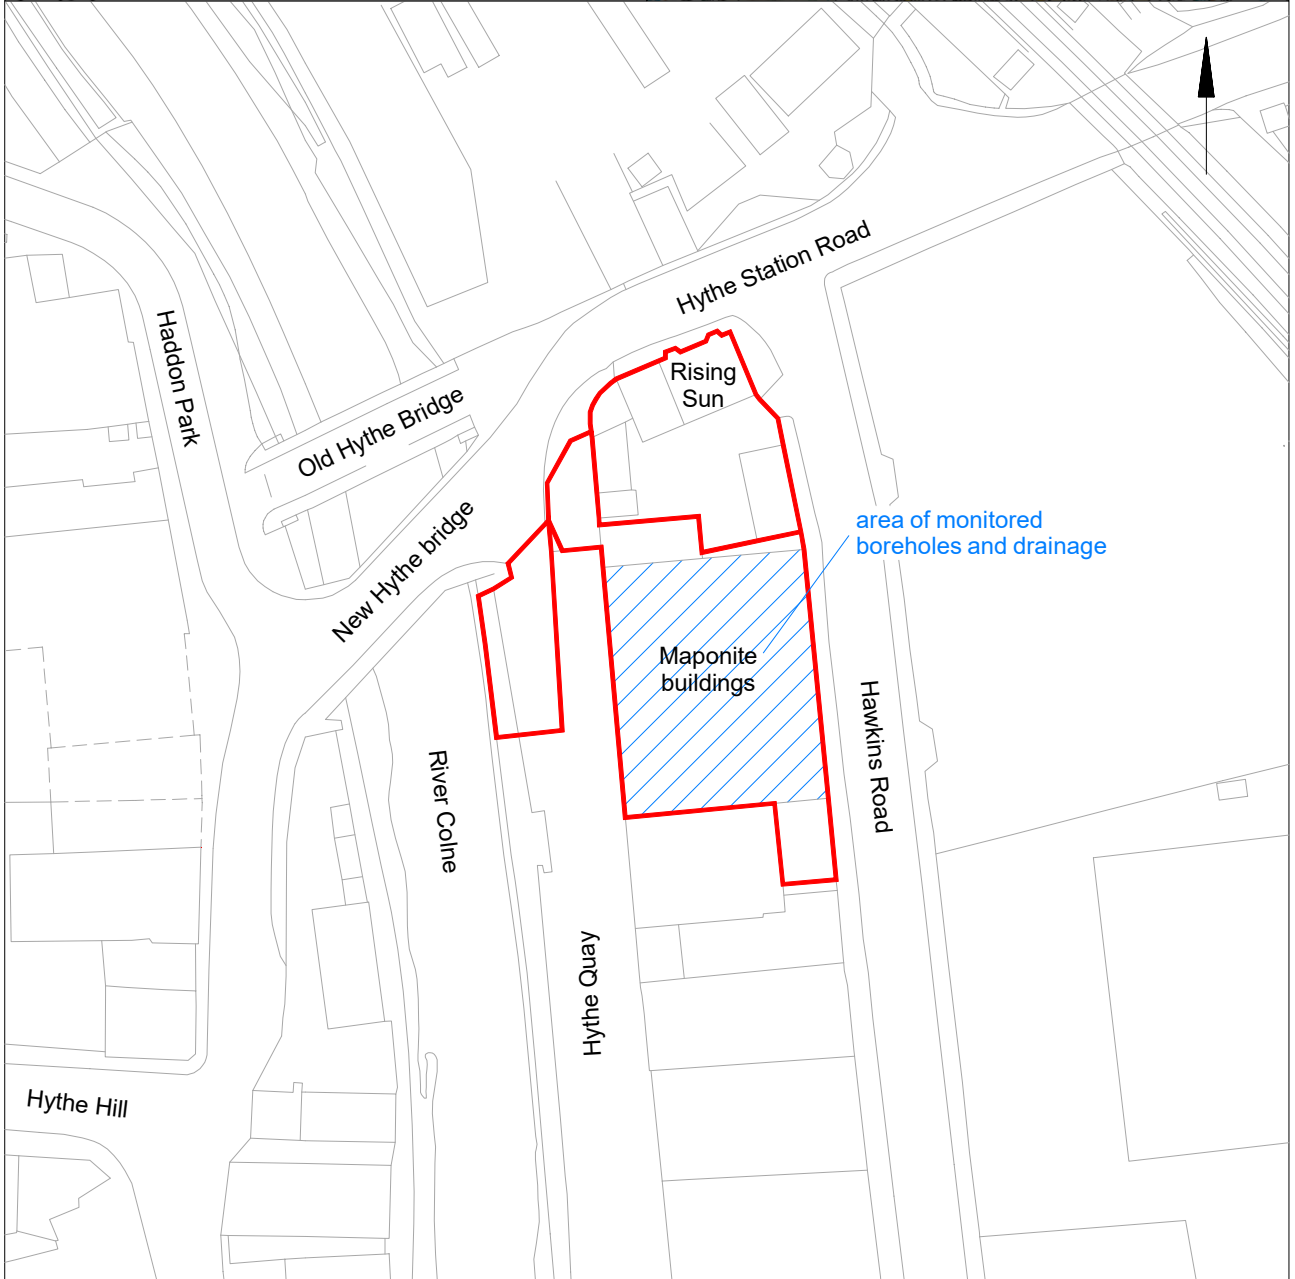 Hythe Station Road
Haddon Park
Rising
Sun
Old Hythe Bridge
New Hythe bridge
area of monitored
boreholes and drainage
Maponite
buildings
Hawkins Road
River Colne
Hythe Quay
Hythe Hill